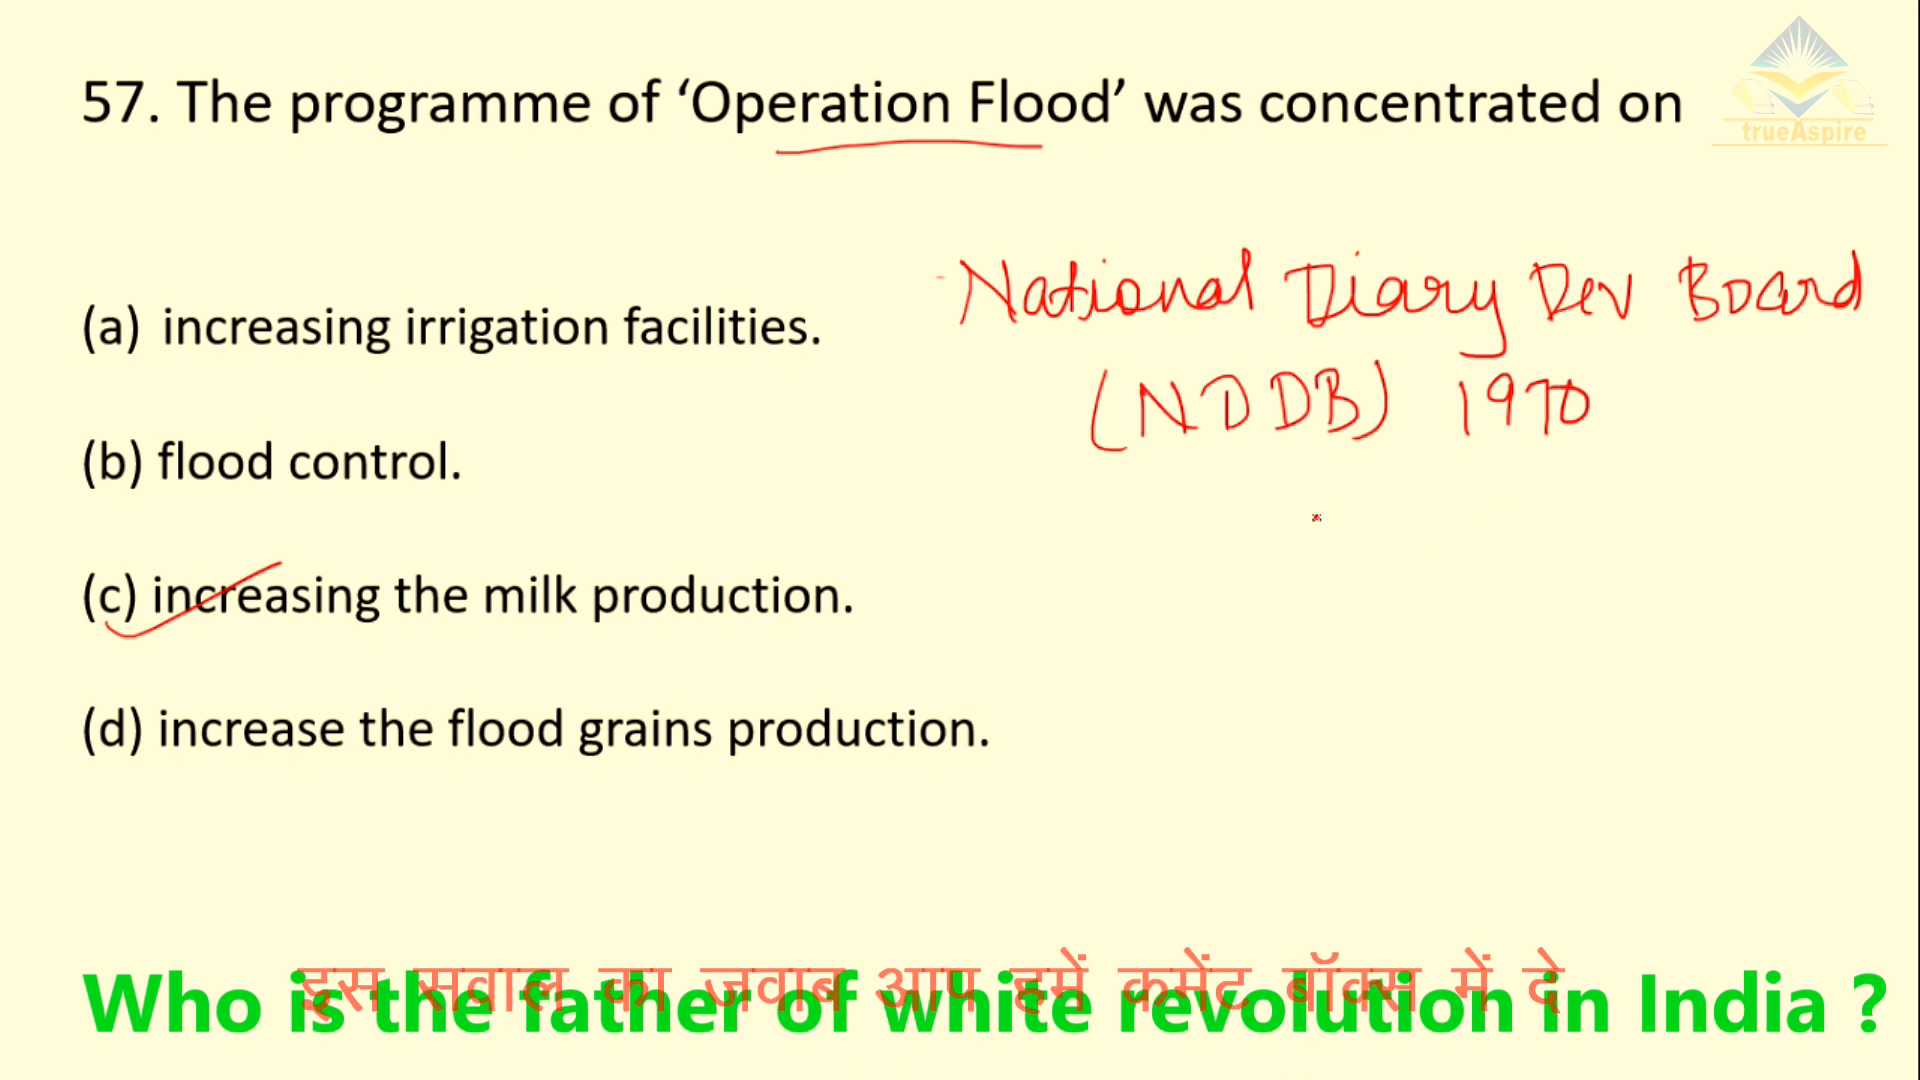 57. The programme of ‘Operation Flood’ was concentrated on
trueAspire
National Diary Dev Board
(NDDB) 1970
(a) increasing irrigation facilities.
(b) flood control.
(c) increasing the milk production.
(d) increase the flood grains production.
इस सवाल का जवाब आप हमें कमेंट बॉक्स में दे
Who is the father of white revolution in India ?